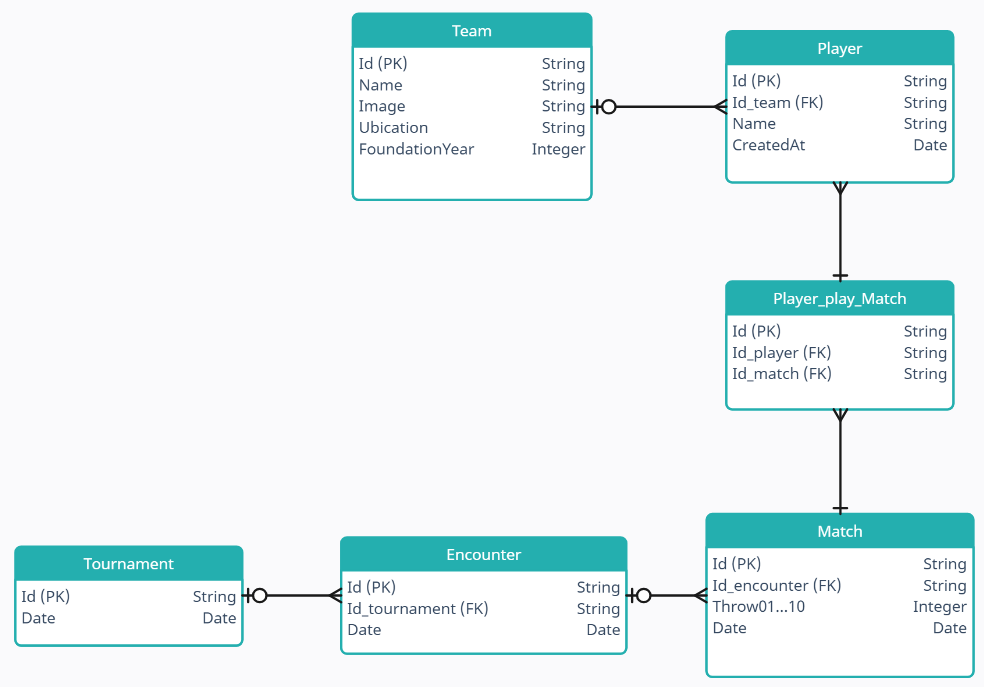 Team
Id (PK) String
Name String
Image String
Ubication String
FoundationYear Integer
Player
Id (PK) String
Id_team (FK) String
Name String
CreatedAt Date
Player_play_Match
Id (PK) String
Id_player (FK) String
Id_match (FK) String
Tournament
Id (PK) String
Date Date
Encounter
Id (PK) String
Id_tournament (FK) String
Date Date
Match
Id (PK) String
Id_encounter (FK) String
Throw01...10 Integer
Date Date